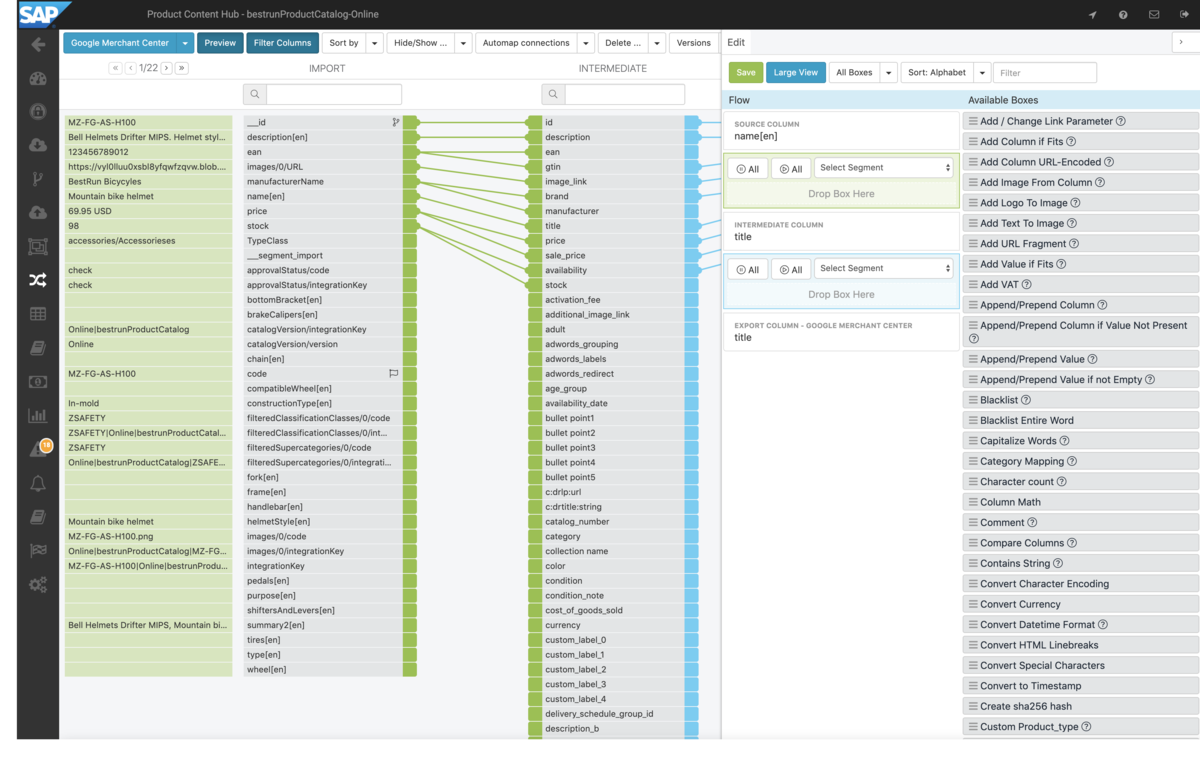 SAP
Product Content Hub - bestrunProductCatalog-Online
Google Merchant Center
Preview
Filter Columns
Sort by
Hide/Show ...
Automap connections
Delete ...
Versions
Edit
« ‹ 1/22 › »
IMPORT
INTERMEDIATE
MZ-FG-AS-H100
Bell Helmets Drifter MIPS. Helmet styl...
123456789012
https://vyl0lluu0xsbl8yfqwfzqvw.blob....
BestRun Bicycyles
Mountain bike helmet
69.95 USD
98
accessories/Accessorieses
check
check
Online|bestrunProductCatalog
Online
MZ-FG-AS-H100
In-mold
ZSAFETY
ZSAFETY|Online|bestrunProductCatal...
ZSAFETY
Online|bestrunProductCatalog|ZSAFE...
Mountain bike helmet
MZ-FG-AS-H100.png
Online|bestrunProductCatalog|MZ-FG...
MZ-FG-AS-H100|Online|bestrunProdu...
Bell Helmets Drifter MIPS, Mountain bi...
__id
description[en]
ean
images/0/URL
manufacturerName
name[en]
price
stock
TypeClass
___segment_import
approvalStatus/code
approvalStatus/integrationKey
bottomBracket[en]
brakeCalipers[en]
catalogVersion/integrationKey
catalogVersion/version
chain[en]
code
compatibleWheel[en]
constructionType[en]
filteredClassificationClasses/0/code
filteredClassificationClasses/0/int...
filteredSupercategories/0/code
filteredSupercategories/0/integrati...
fork[en]
frame[en]
handlebar[en]
helmetStyle[en]
images/0/code
images/0/integrationKey
integrationKey
pedals[en]
purpose[en]
shiftersAndLevers[en]
summary2[en]
tires[en]
type[en]
wheel[en]
id
description
ean
gtin
image_link
brand
manufacturer
title
price
sale_price
availability
stock
activation_fee
additional_image_link
adult
adwords_grouping
adwords_labels
adwords_redirect
age_group
availability_date
bullet point1
bullet point2
bullet point3
bullet point4
bullet point5
c:drlp:url
c:drtitle:string
catalog_number
category
collection name
color
condition
condition_note
cost_of_goods_sold
currency
custom_label_0
custom_label_1
custom_label_2
custom_label_3
custom_label_4
delivery_schedule_group_id
description_b
18
Save
Large View
All Boxes
Sort: Alphabet
Filter
Flow
SOURCE COLUMN
name[en]
All
All
Select Segment
Drop Box Here
INTERMEDIATE COLUMN
title
All
All
Select Segment
Drop Box Here
EXPORT COLUMN - GOOGLE MERCHANT CENTER
title
Available Boxes
Add / Change Link Parameter
Add Column if Fits
Add Column URL-Encoded
Add Image From Column
Add Logo To Image
Add Text To Image
Add URL Fragment
Add Value if Fits
Add VAT
Append/Prepend Column
Append/Prepend Column if Value Not Present
Append/Prepend Value
Append/Prepend Value if not Empty
Blacklist
Blacklist Entire Word
Capitalize Words
Category Mapping
Character count
Column Math
Comment
Compare Columns
Contains String
Convert Character Encoding
Convert Currency
Convert Datetime Format
Convert HTML Linebreaks
Convert Special Characters
Convert to Timestamp
Create sha256 hash
Custom Product_type